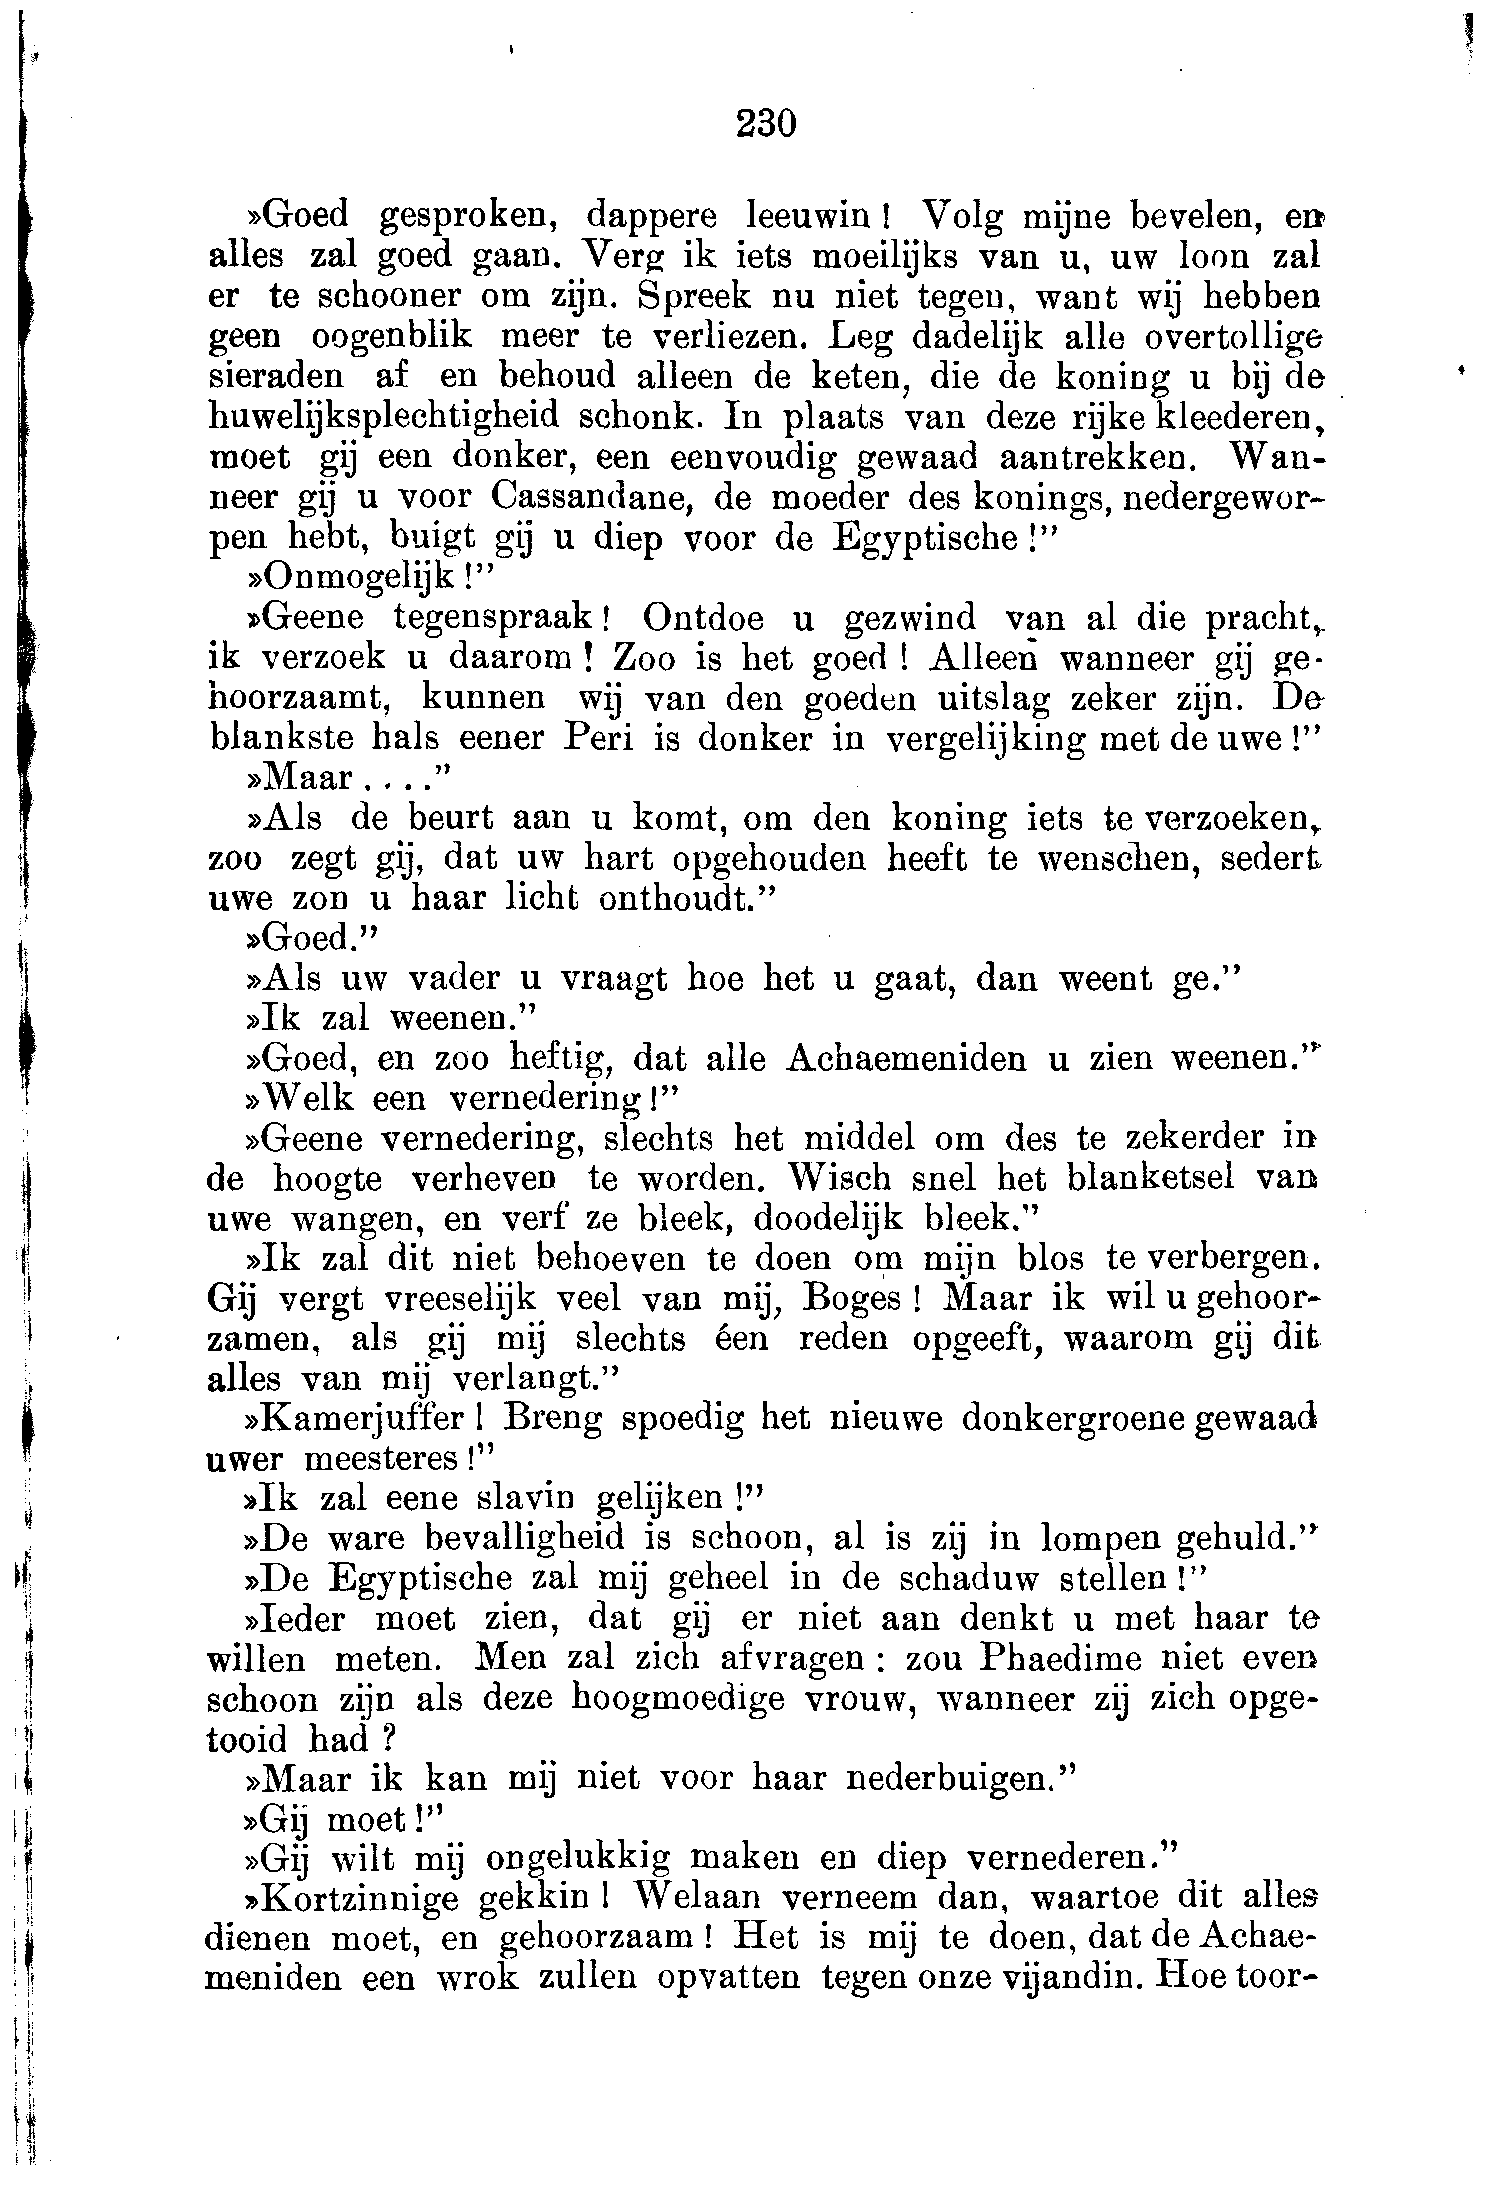 230
»Goed gesproken, dappere leeuwin! Volg mijne bevelen, en
alles zal goed gaan. Verg ik iets moeilijks van u, uw loon zal
er te schooner om zijn. Spreek nu niet tegen, want wij hebben
geen oogenblik meer te verliezen. Leg dadelijk alle overtollige
sieraden af en behoud alleen de keten, die de koning u bij de
huwelijksplechtigheid schonk. In plaats van deze rijke kleederen,
moet gij een donker, een eenvoudig gewaad aantrekken. Wan-
neer gij u voor Cassandane, de moeder des konings, nedergewor-
pen hebt, buigt gij u diep voor de Egyptische!”
»Onmogelijk!”
»Geene tegenspraak! Ontdoe u gezwind van al die pracht,
ik verzoek u daarom! Zoo is het goed! Alleen wanneer gij ge-
hoorzaamt, kunnen wij van den goeden uitslag zeker zijn. De
blankste hals eener Peri is donker in vergelijking met de uwe!”
»Maar....”
»Als de beurt aan u komt, om den koning iets te verzoeken,
zoo zegt gij, dat uw hart opgehouden heeft te wenschen, sedert
uwe zon u haar licht onthoudt.”
»Goed.”
»Als uw vader u vraagt hoe het u gaat, dan weent ge.”
»Ik zal weenen.”
»Goed, en zoo heftig, dat alle Achaemeniden u zien weenen.”
»Welk een vernedering!”
»Geene vernedering, slechts het middel om des te zekerder in
de hoogte verheven te worden. Wisch snel het blanketsel van
uwe wangen, en verf ze bleek, doodelijk bleek.”
»Ik zal dit niet behoeven te doen om mijn blos te verbergen.
Gij vergt vreeselijk veel van mij, Boges! Maar ik wil u gehoor-
zamen, als gij mij slechts éen reden opgeeft, waarom gij dit
alles van mij verlangt.”
»Kamerjuffer! Breng spoedig het nieuwe donkergroene gewaad
uwer meesteres!”
»Ik zal eene slavin gelijken!”
»De ware bevalligheid is schoon, al is zij in lompen gehuld.”
»De Egyptische zal mij geheel in de schaduw stellen!”
»Ieder moet zien, dat gij er niet aan denkt u met haar te
willen meten. Men zal zich afvragen: zou Phaedime niet even
schoon zijn als deze hoogmoedige vrouw, wanneer zij zich opge-
tooid had?
»Maar ik kan mij niet voor haar nederbuigen.”
»Gij moet!”
»Gij wilt mij ongelukkig maken en diep vernederen.”
»Kortzinnige gekkin! Welaan verneem dan, waartoe dit alles
dienen moet, en gehoorzaam! Het is mij te doen, dat de Achae-
meniden een wrok zullen opvatten tegen onze vijandin. Hoe toor-